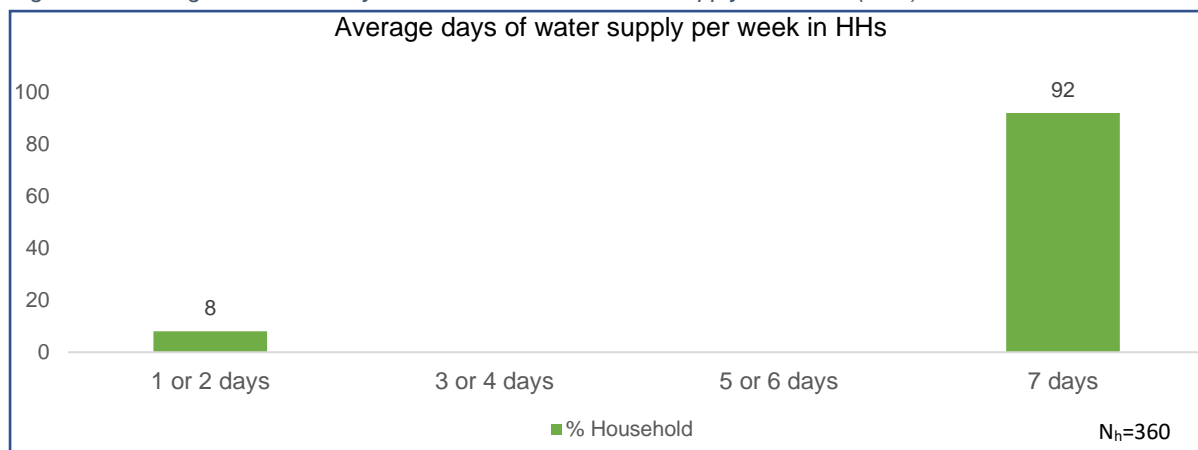 Average days of water supply per week in HHs
100
80
60
40
20
0
8
92
1 or 2 days
3 or 4 days
5 or 6 days
7 days
% Household
Nₕ=360